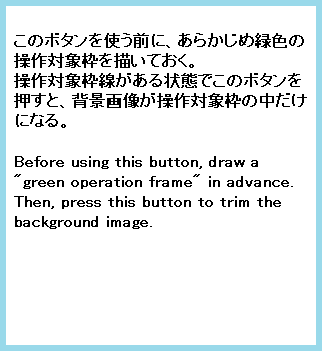 このボタンを使う前に、あらかじめ緑色の
操作対象枠を描いておく。
操作対象枠線がある状態でこのボタンを
押すと、背景画像が操作対象枠の中だけ
になる。
Before using this button, draw a
"green operation frame" in advance.
Then, press this button to trim the
background image.